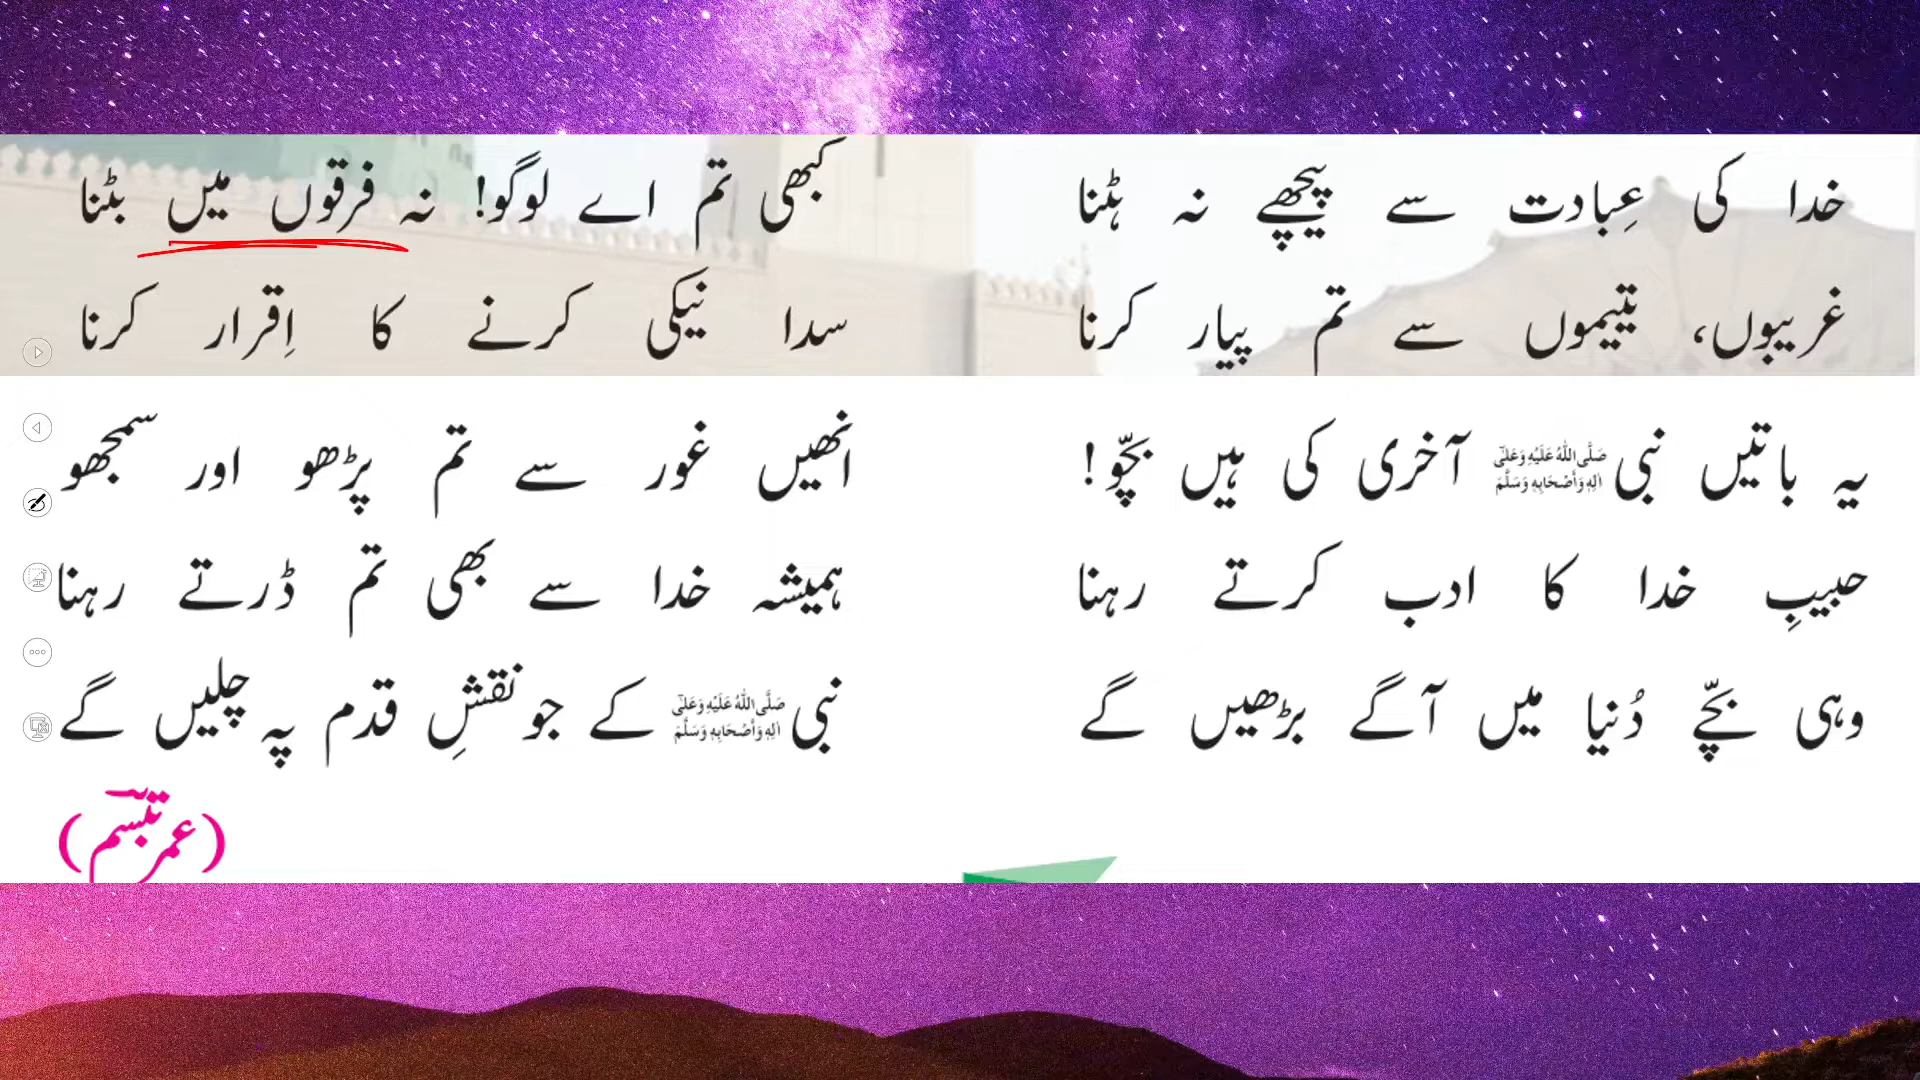 خدا کی عِبادت سے پیچھے نہ ہٹنا کبھی تم اے لوگو! نہ فرقوں میں بٹنا
غریبوں، یتیموں سے تم پیار کرنا سدا نیکی کرنے کا اِقرار کرنا
یہ باتیں نبی صَلَّی اللہُ عَلَیْہِ وَعَلٰی اٰلِہٖ وَأَصْحَابِہٖ وَسَلَّمَ آخری کی ہیں بچّو! انھیں غور سے تم پڑھو اور سمجھو
حبیبِ خدا کا ادب کرتے رہنا ہمیشہ خدا سے بھی تم ڈرتے رہنا
وہی بچّے دُنیا میں آگے بڑھیں گے نبی صَلَّی اللہُ عَلَیْہِ وَعَلٰی اٰلِہٖ وَأَصْحَابِہٖ وَسَلَّمَ کے جو نقشِ قدم پہ چلیں گے
(عمر تبسّم)